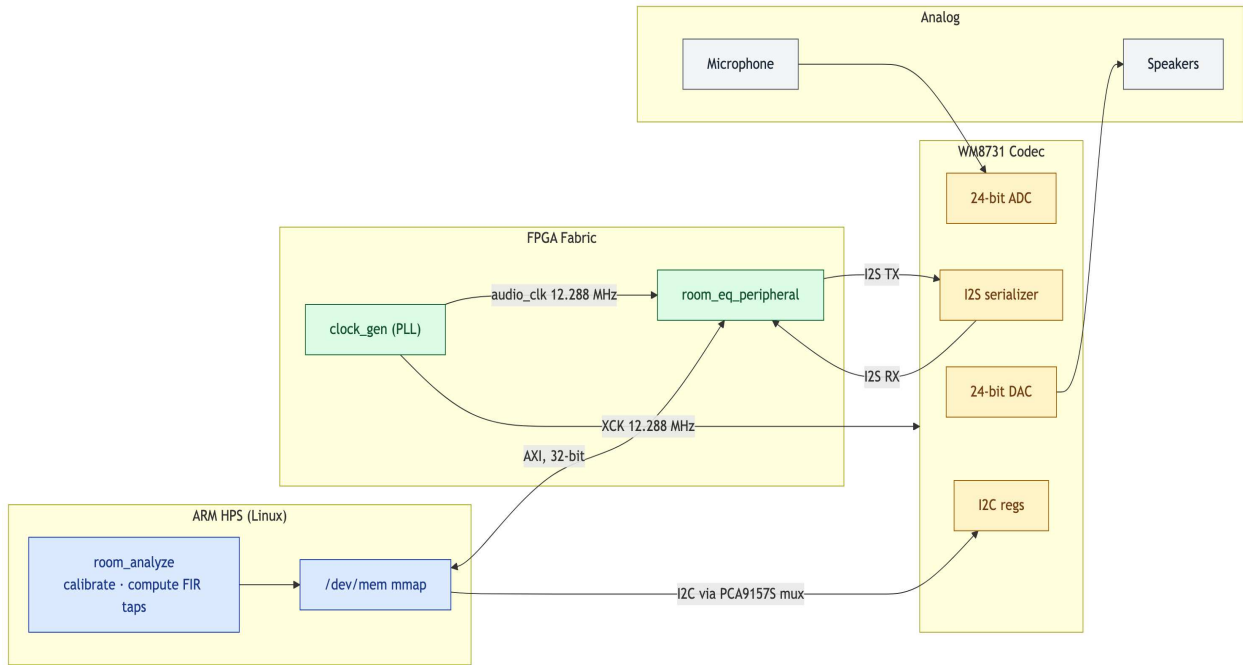 Analog
Microphone
Speakers
WM8731 Codec
24-bit ADC
FPGA Fabric
I2S TX
audio_clk 12.288 MHz
room_eq_peripheral
I2S serializer
clock_gen (PLL)
I2S RX
24-bit DAC
XCK 12.288 MHz
AXI, 32-bit
I2C regs
ARM HPS (Linux)
room_analyze
calibrate · compute FIR
taps
/dev/mem mmap
I2C via PCA9157S mux